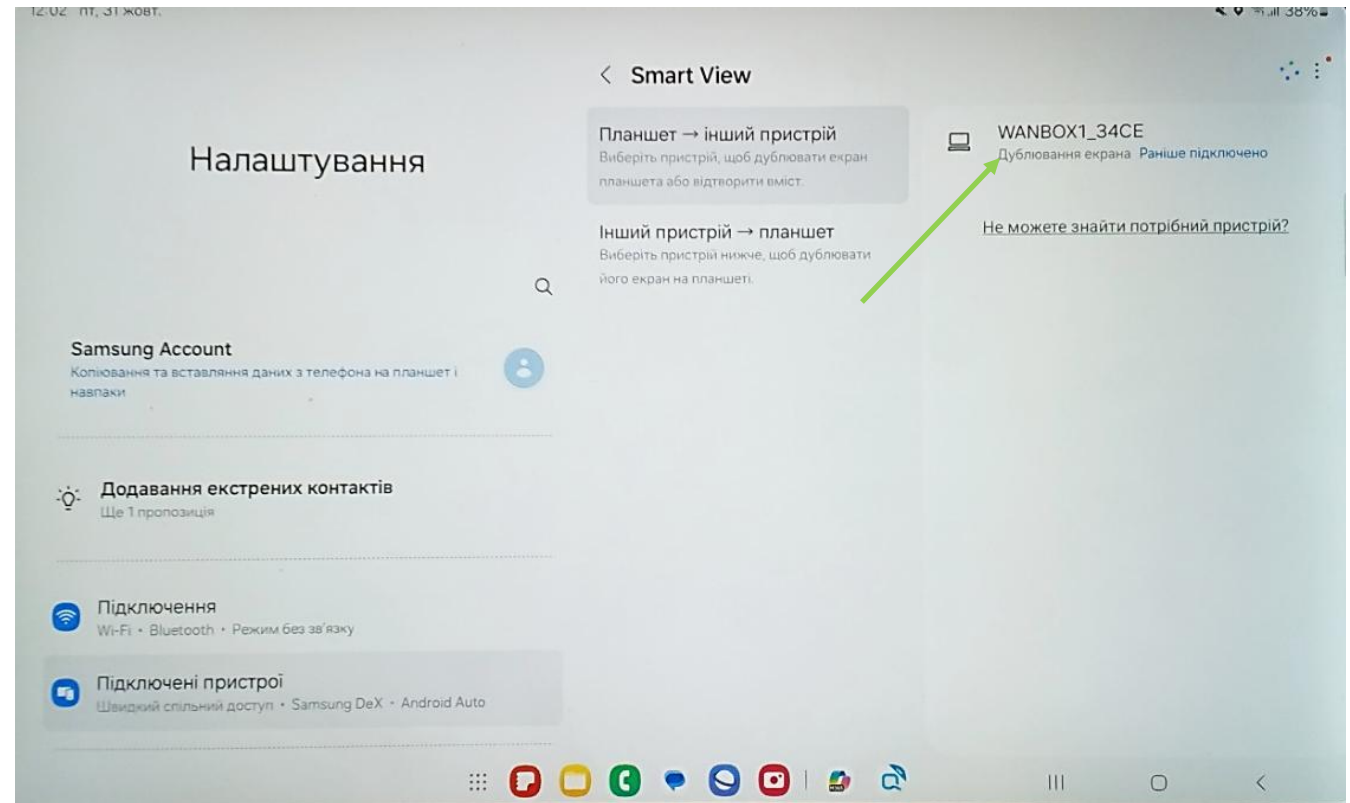 12:02 пт, 31 жовт.
38%
Smart View
Планшет → інший пристрій
Виберіть пристрій, щоб дублювати екран
планшета або відтворити вміст.
Інший пристрій → планшет
Виберіть пристрій нижче, щоб дублювати
його екран на планшеті.
WANBOX1_34CE
Дублювання екрана Раніше підключено
Не можете знайти потрібний пристрій?
Налаштування
Samsung Account
Копіювання та вставляння даних з телефона на планшет і
навпаки
Додавання екстрених контактів
Ще 1 пропозиція
Підключення
Wi-Fi • Bluetooth • Режим без зв'язку
Підключені пристрої
Швидкий спільний доступ • Samsung DeX • Android Auto